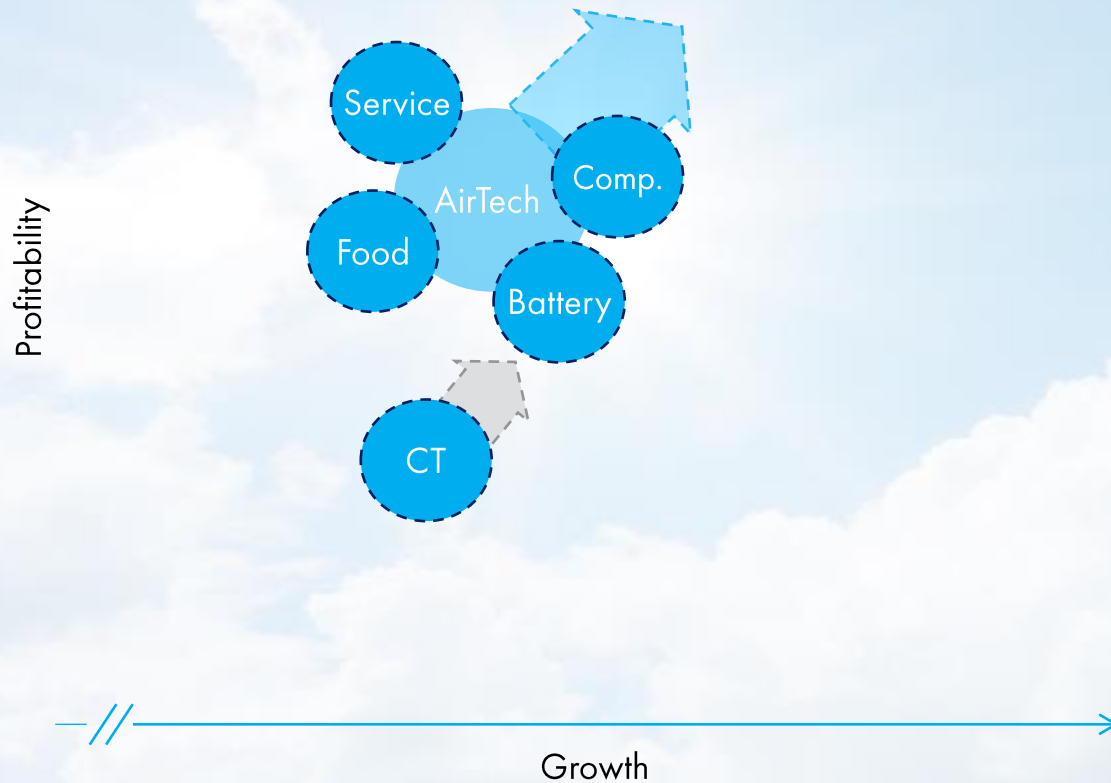 Service
Comp.
AirTech
Profitability
Food
Battery
CT
Growth